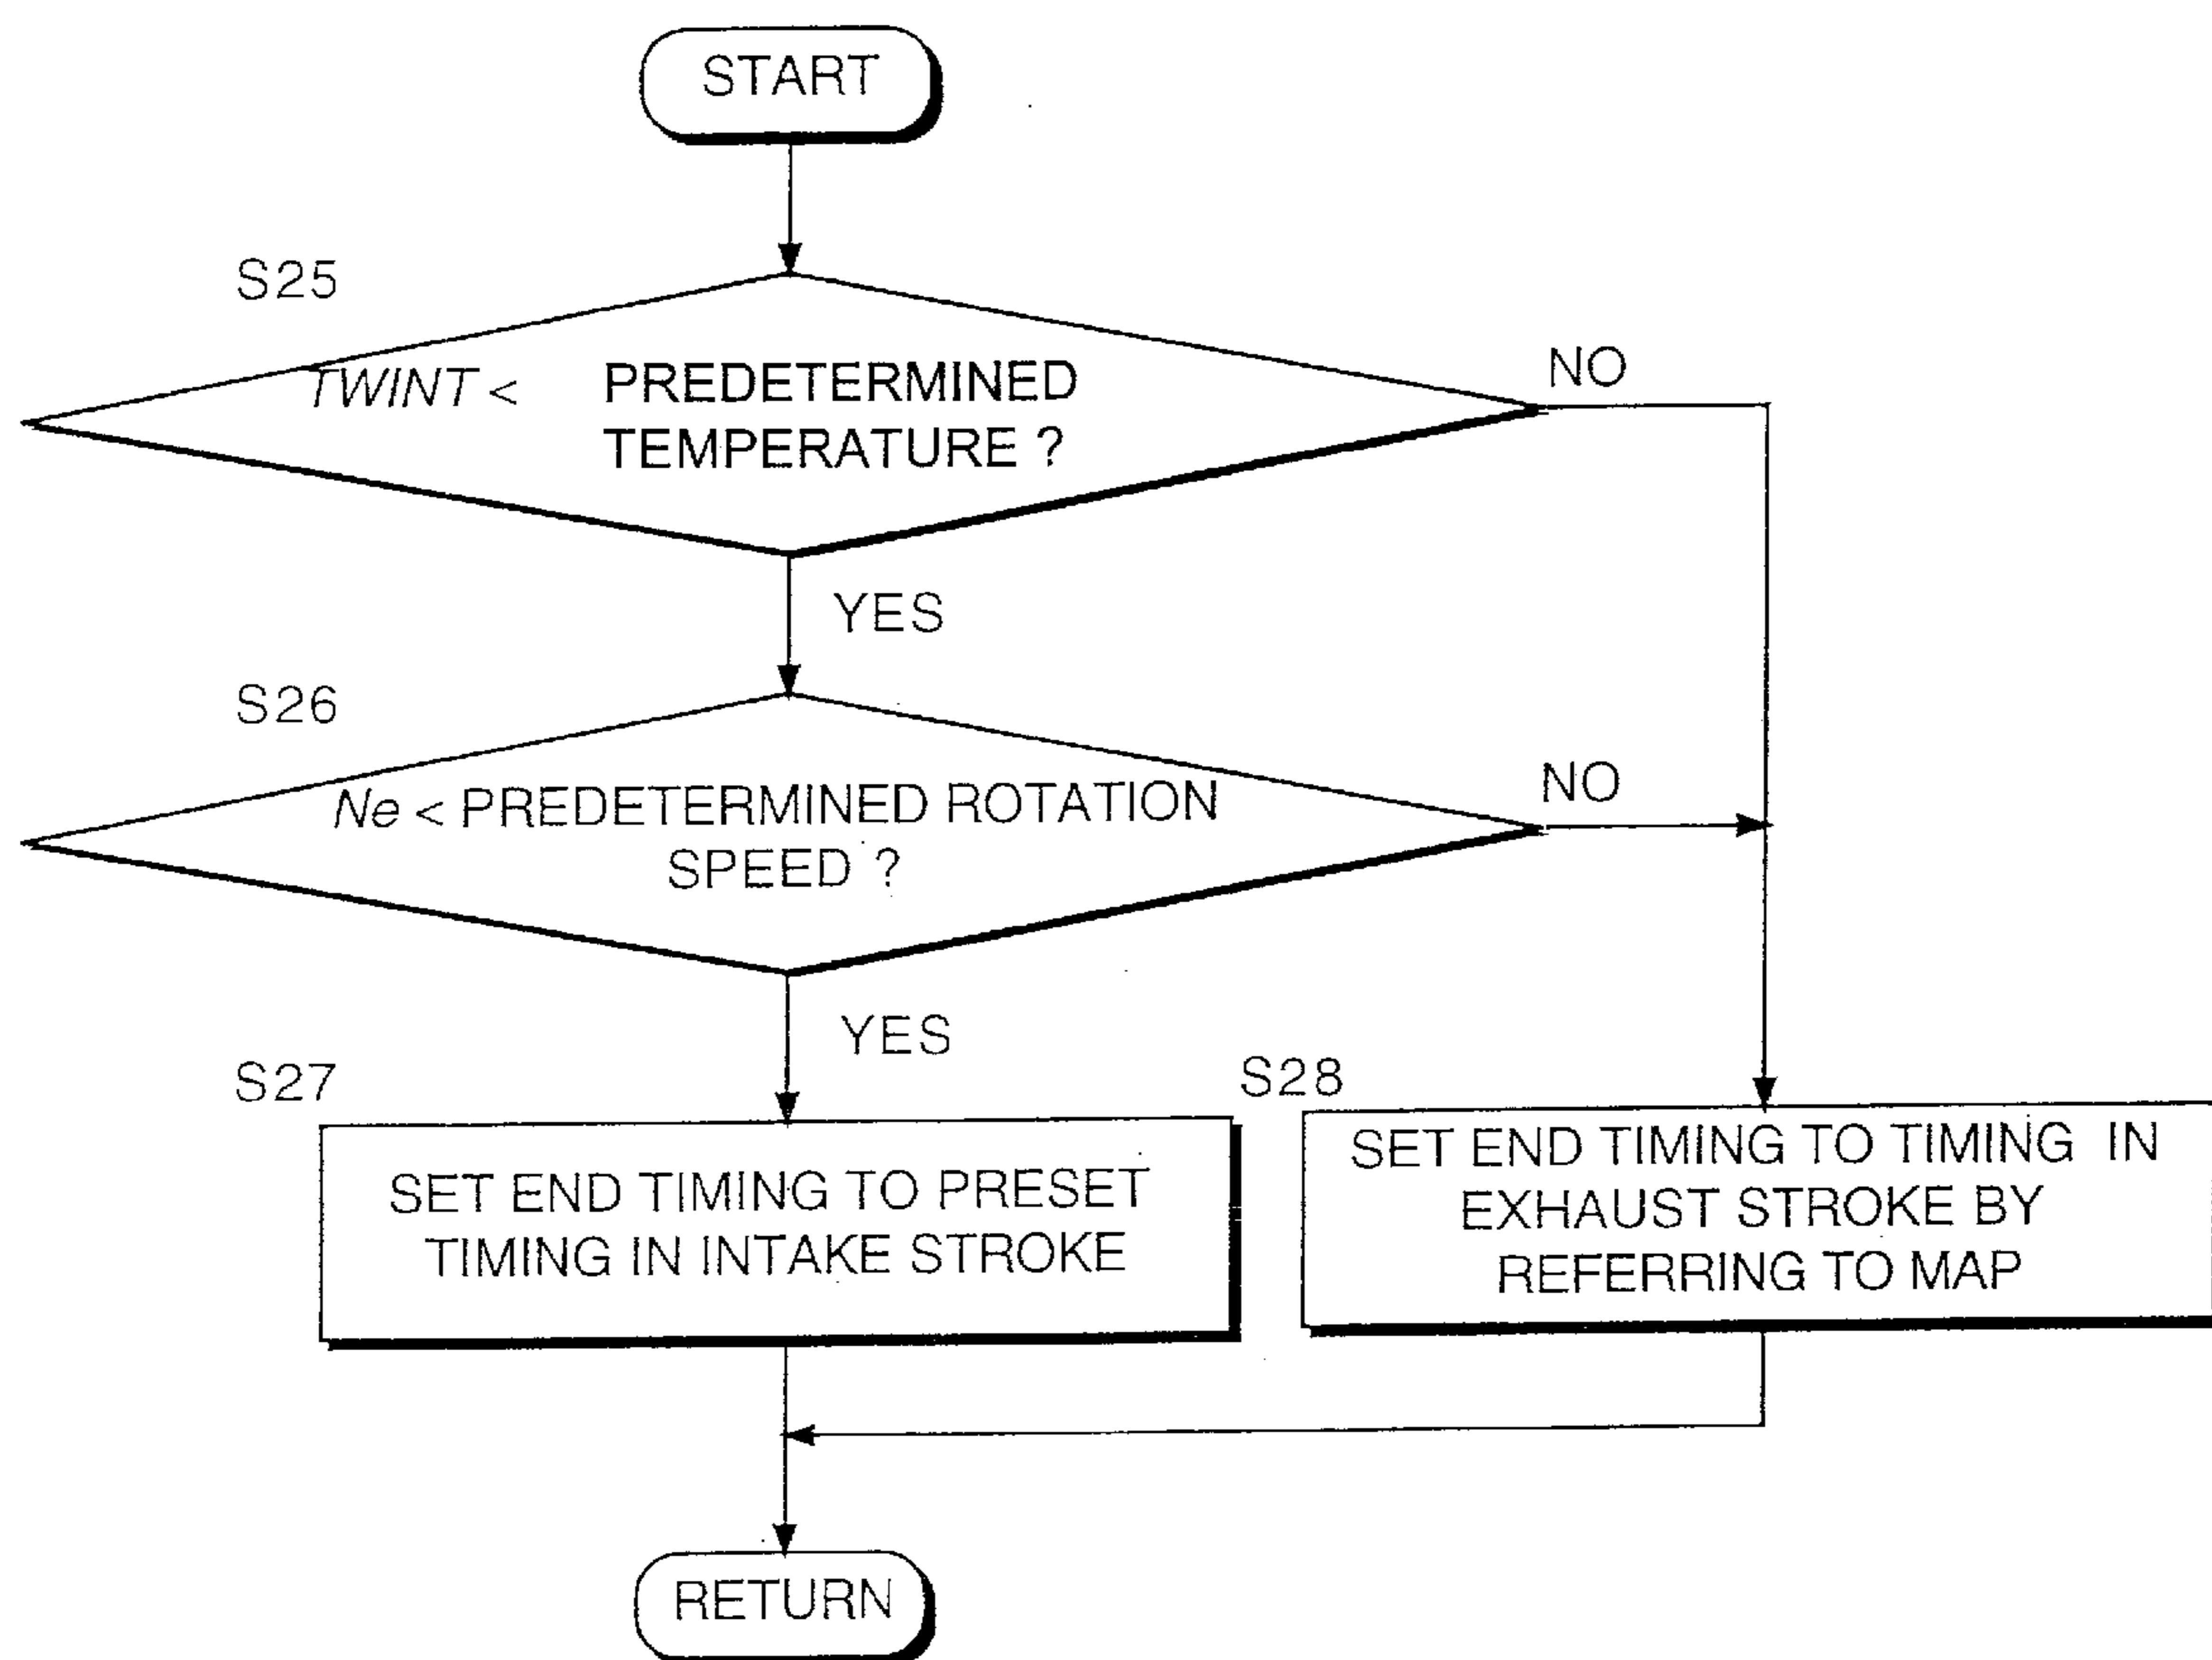 START
S25
TWINT < PREDETERMINED
TEMPERATURE ?
NO
YES
S26
Ne < PREDETERMINED ROTATION
SPEED ?
NO
YES
S27
SET END TIMING TO PRESET
TIMING IN INTAKE STROKE
S28
SET END TIMING TO TIMING IN
EXHAUST STROKE BY
REFERRING TO MAP
RETURN